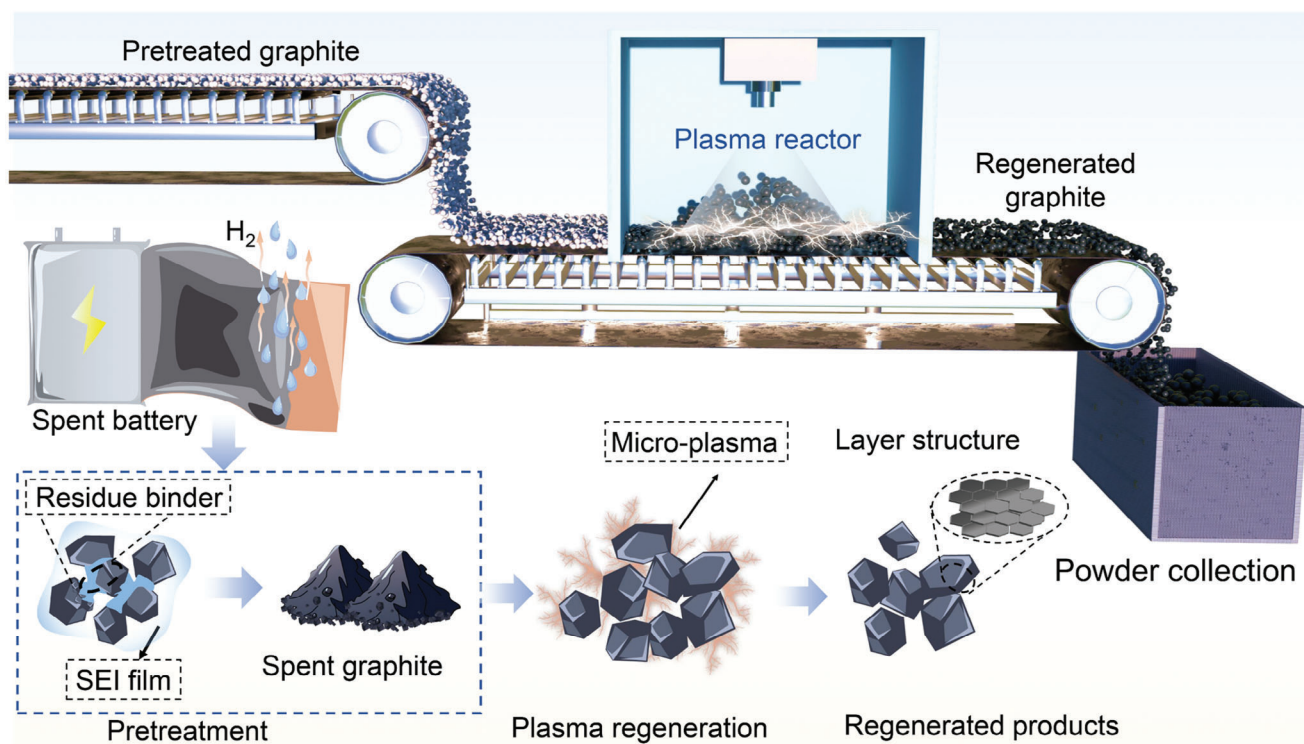 Pretreated graphite
Plasma reactor
Regenerated
graphite
H2
Spent battery
Micro-plasma
Layer structure
Residue binder
Powder collection
Spent graphite
SEI film
Pretreatment
Plasma regeneration
Regenerated products